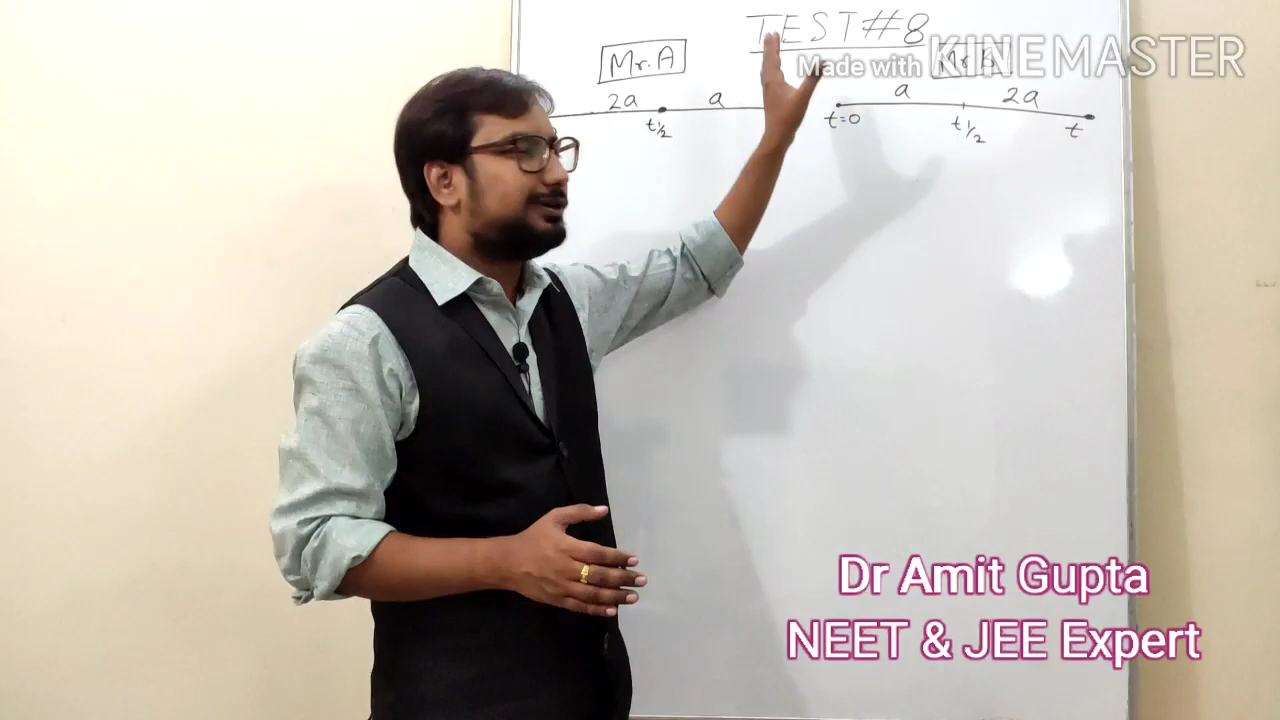 TEST#8
Mr. A
Made with KINEMASTER
Mr. B
2a a
t1/2
a 2a
t=0 t1/2 t
Dr Amit Gupta
NEET & JEE Expert